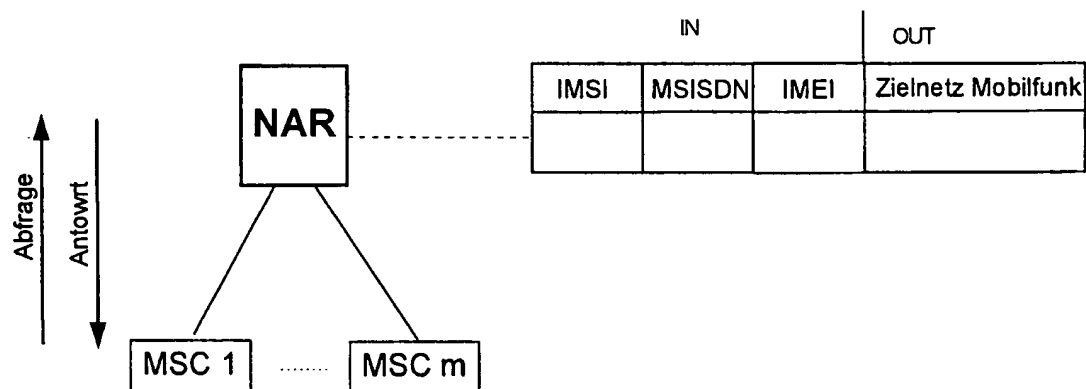 IN
OUT
IMSI MSISDN IMEI Zielnetz Mobilfunk
NAR
Abfrage
Antowrt
MSC 1 ........ MSC m